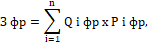 З фр = n∑i=1 Q i фр x P i фр,